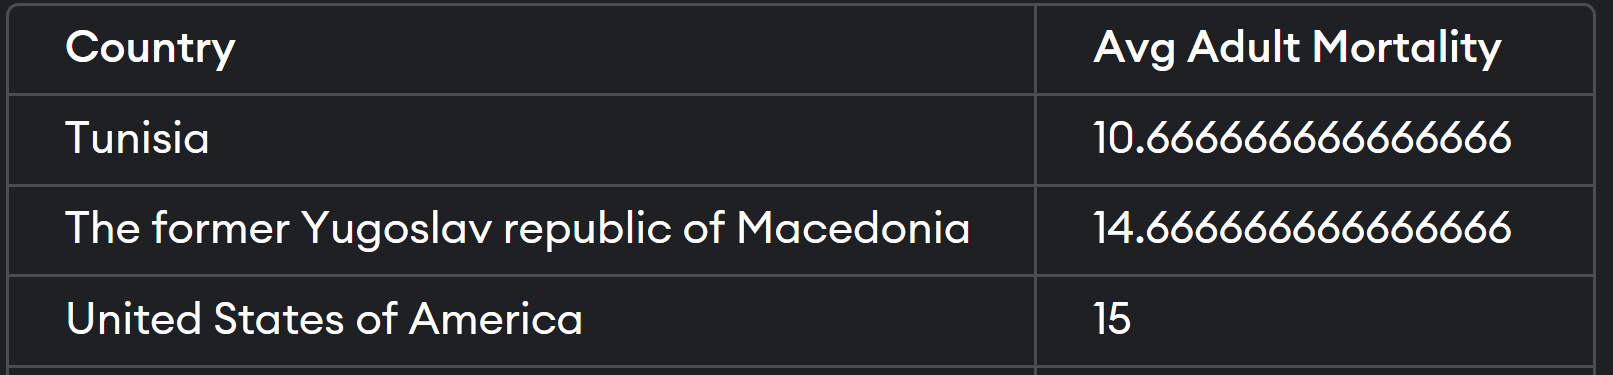 Country Avg Adult Mortality
Tunisia 10.666666666666666
The former Yugoslav republic of Macedonia 14.666666666666666
United States of America 15